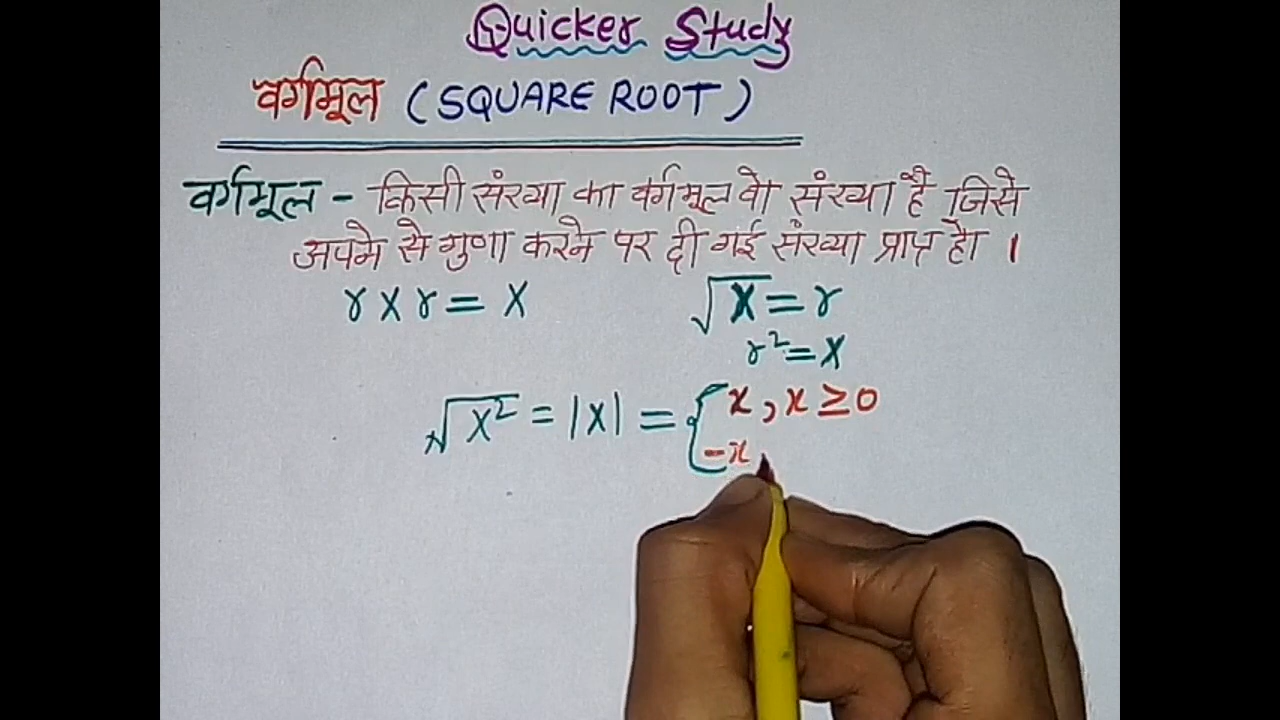 Quicker Study
वर्गमूल (SQUARE ROOT)
वर्गमूल - किसी संख्या का वर्गमूल वो संख्या है जिसे
अपने से गुणा करने पर दी गई संख्या प्राप्त हो ।
r x r = x √x = r
r² = x
√x² = |x| = { x, x ≥ 0
-x